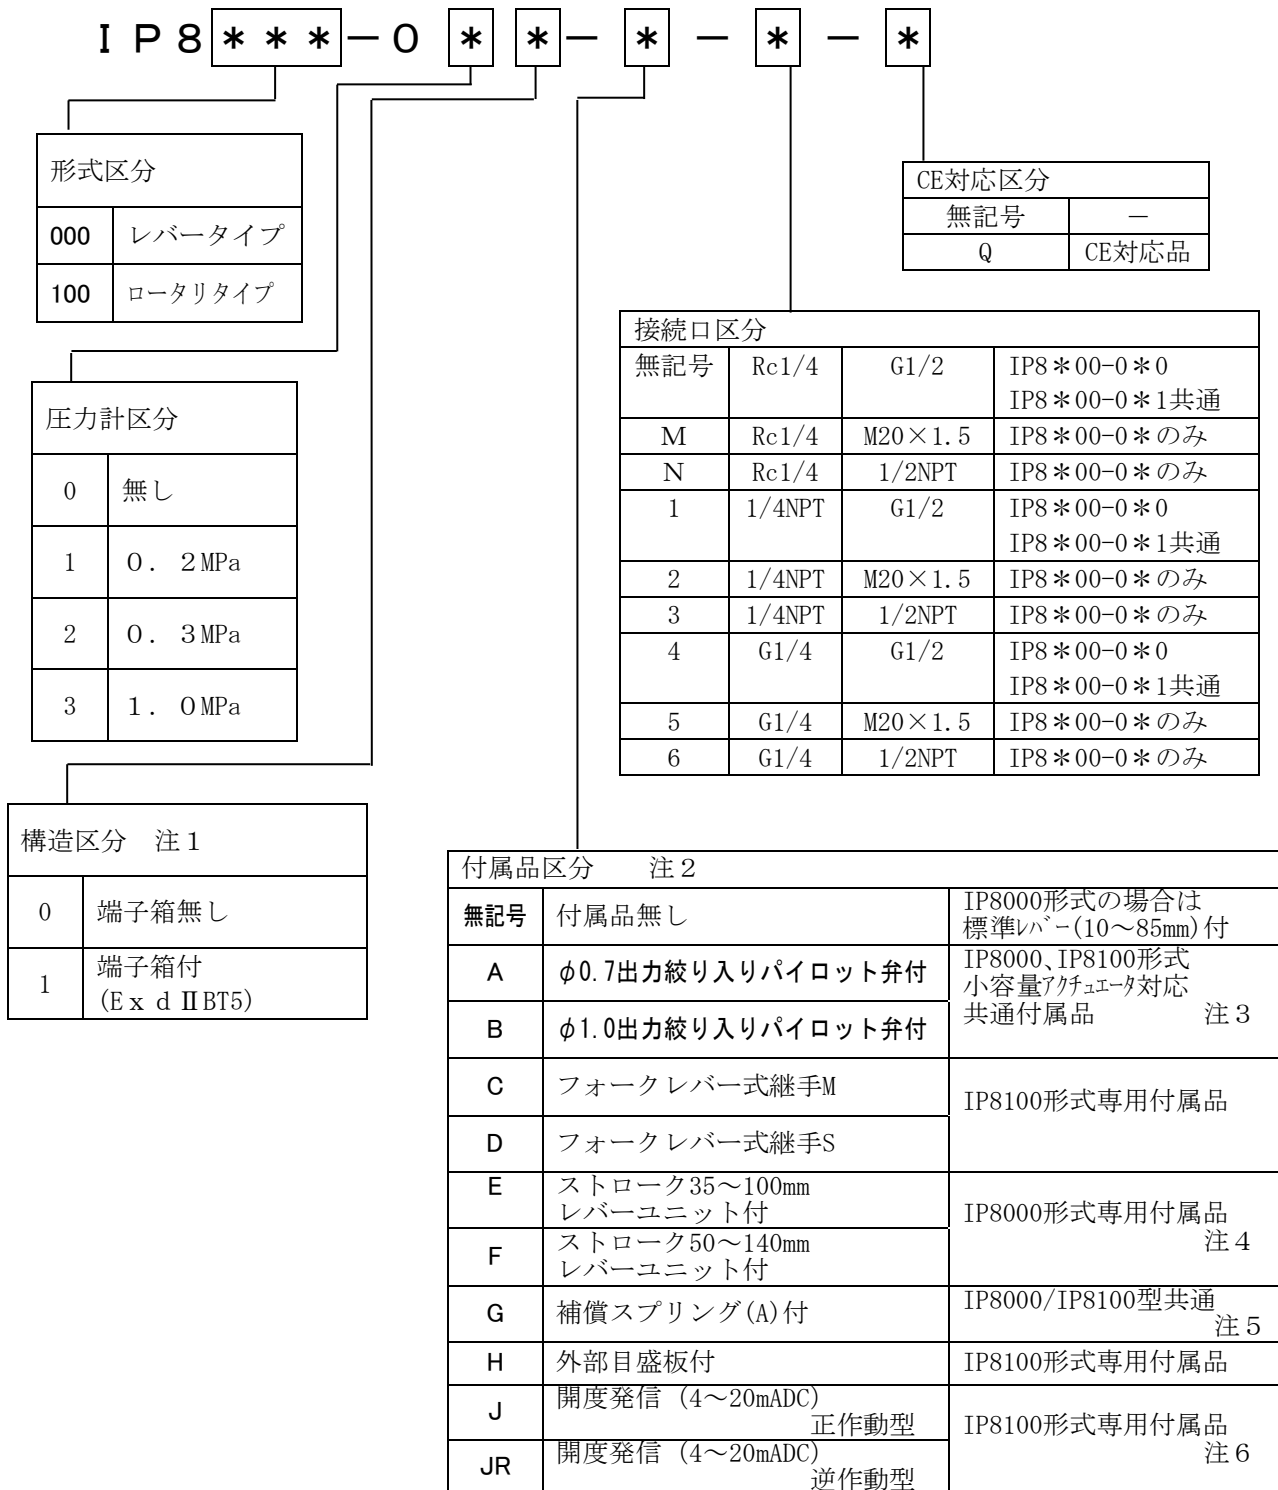 ＩＰ８＊＊＊－０＊＊－＊－＊－＊
形式区分
000 レバータイプ
100 ロータリタイプ
圧力計区分
0 無し
1 ０．２MPa
2 ０．３MPa
3 １．０MPa
構造区分　注１
0 端子箱無し
1 端子箱付
(Eｘ ｄⅡBT5)
CE対応区分
無記号 －
Q CE対応品
接続口区分
無記号 Rc1/4 G1/2 IP8＊00-0＊0
IP8＊00-0＊1共通
M Rc1/4 M20×1.5 IP8＊00-0＊のみ
N Rc1/4 1/2NPT IP8＊00-0＊のみ
1 1/4NPT G1/2 IP8＊00-0＊0
IP8＊00-0＊1共通
2 1/4NPT M20×1.5 IP8＊00-0＊のみ
3 1/4NPT 1/2NPT IP8＊00-0＊のみ
4 G1/4 G1/2 IP8＊00-0＊0
IP8＊00-0＊1共通
5 G1/4 M20×1.5 IP8＊00-0＊のみ
6 G1/4 1/2NPT IP8＊00-0＊のみ
付属品区分　　注２
無記号 付属品無し IP8000形式の場合は
標準ﾚﾊﾞｰ(10～85mm)付
A φ0.7出力絞り入りパイロット弁付 IP8000､IP8100形式
小容量ｱｸﾁｭｴｰﾀ対応
共通付属品　注３
B φ1.0出力絞り入りパイロット弁付
C フォークレバー式継手M IP8100形式専用付属品
D フォークレバー式継手S
E ストローク35～100mm
レバーユニット付 IP8000形式専用付属品
注４
F ストローク50～140mm
レバーユニット付
G 補償スプリング(A)付 IP8000/IP8100型共通
注５
H 外部目盛板付 IP8100形式専用付属品
J 開度発信 (4～20mADC)
正作動型 IP8100形式専用付属品
注６
JR 開度発信 (4～20mADC)
逆作動型